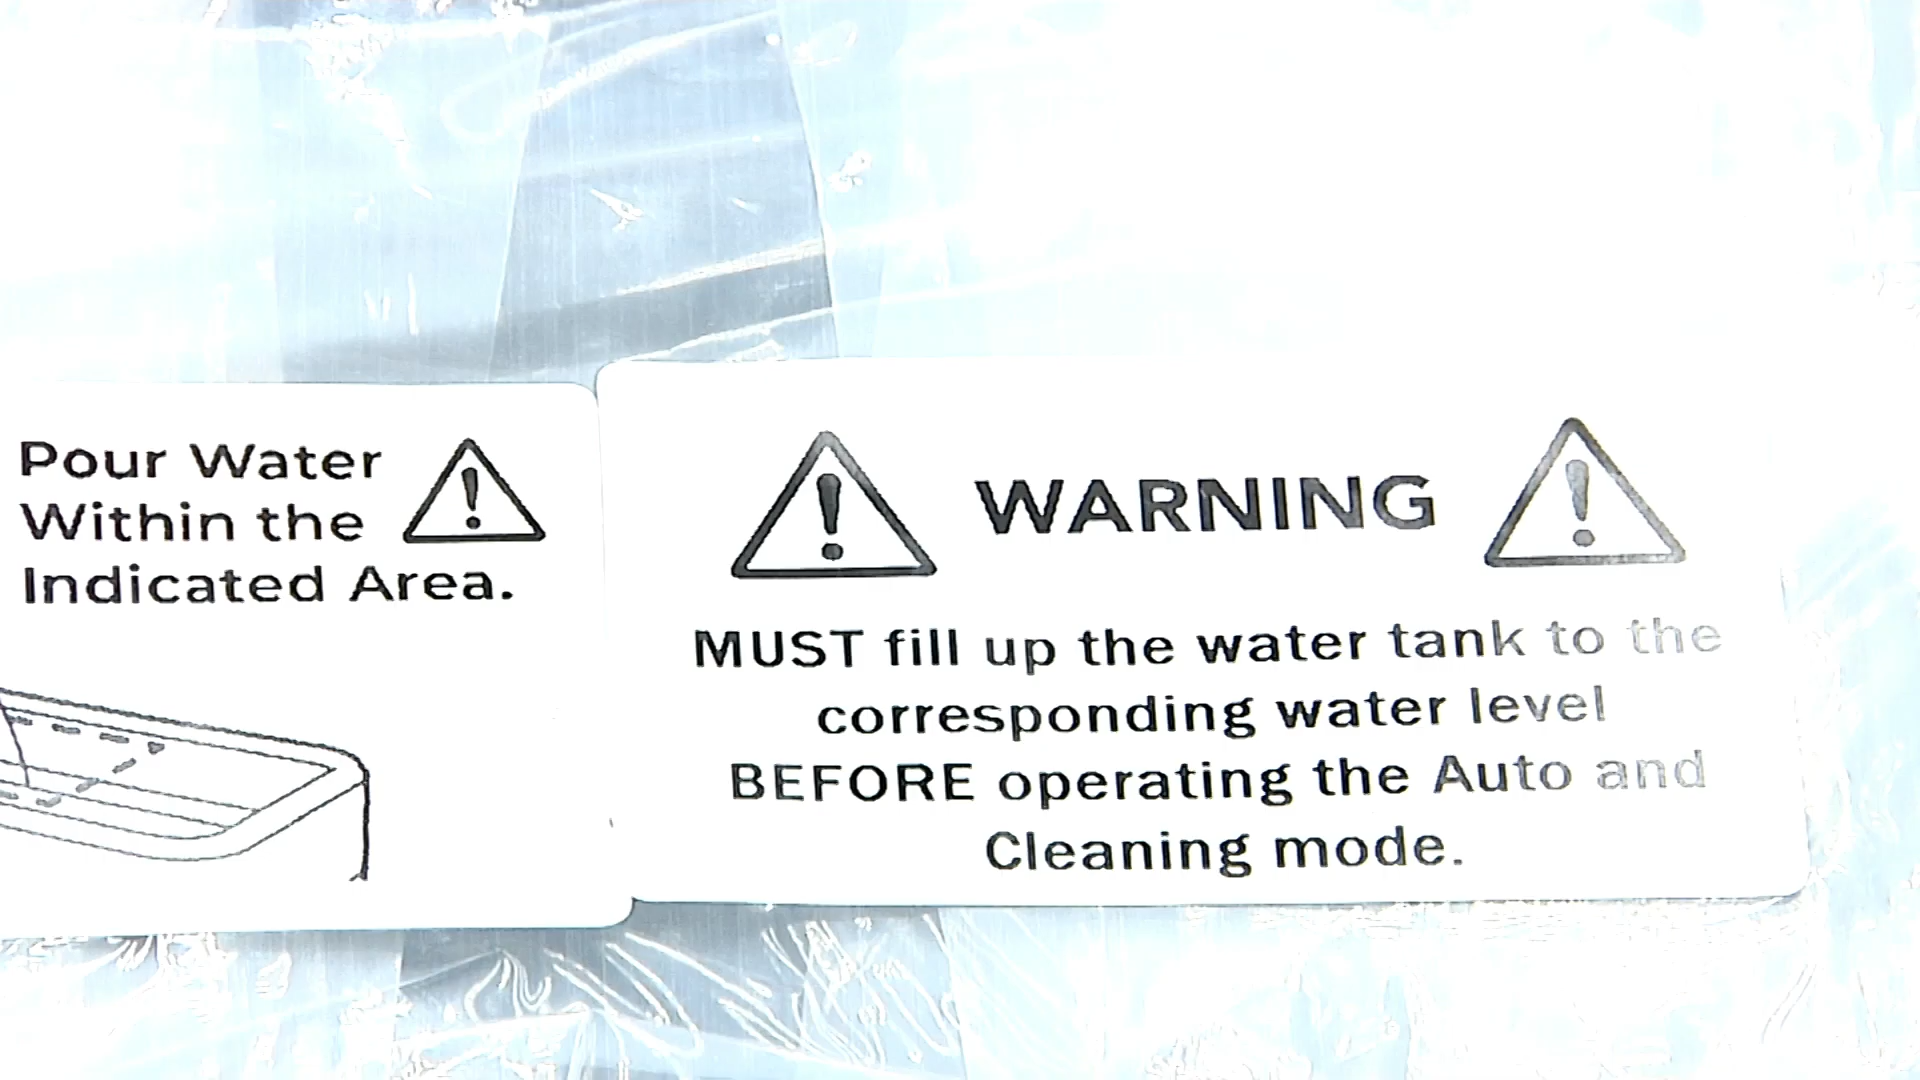 Pour Water
Within the
Indicated Area.
WARNING
MUST fill up the water tank to the
corresponding water level
BEFORE operating the Auto and
Cleaning mode.